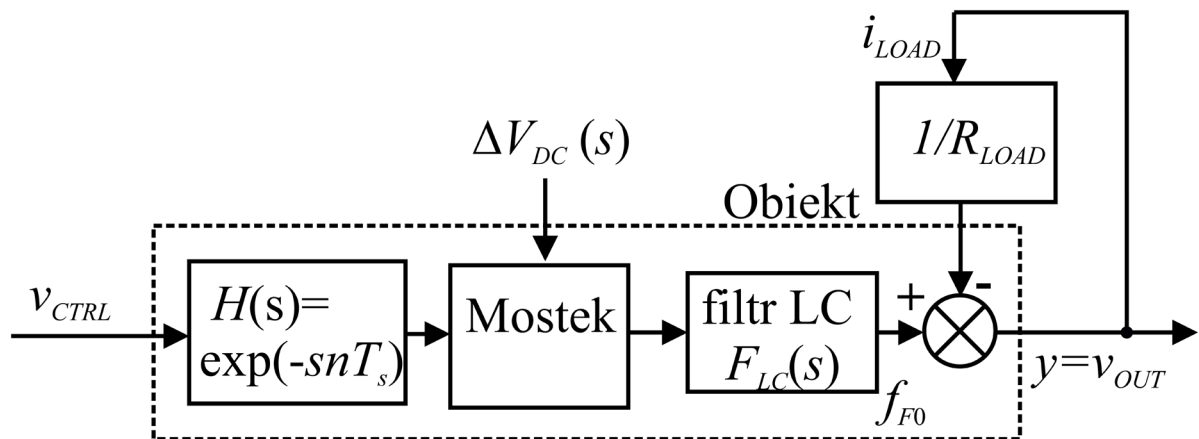 i_LOAD
1/R_LOAD
ΔV_DC (s)
Obiekt
v_CTRL
H(s)=
exp(-snT_s)
Mostek
filtr LC
F_LC(s)
+
-
f_F0
y=v_OUT